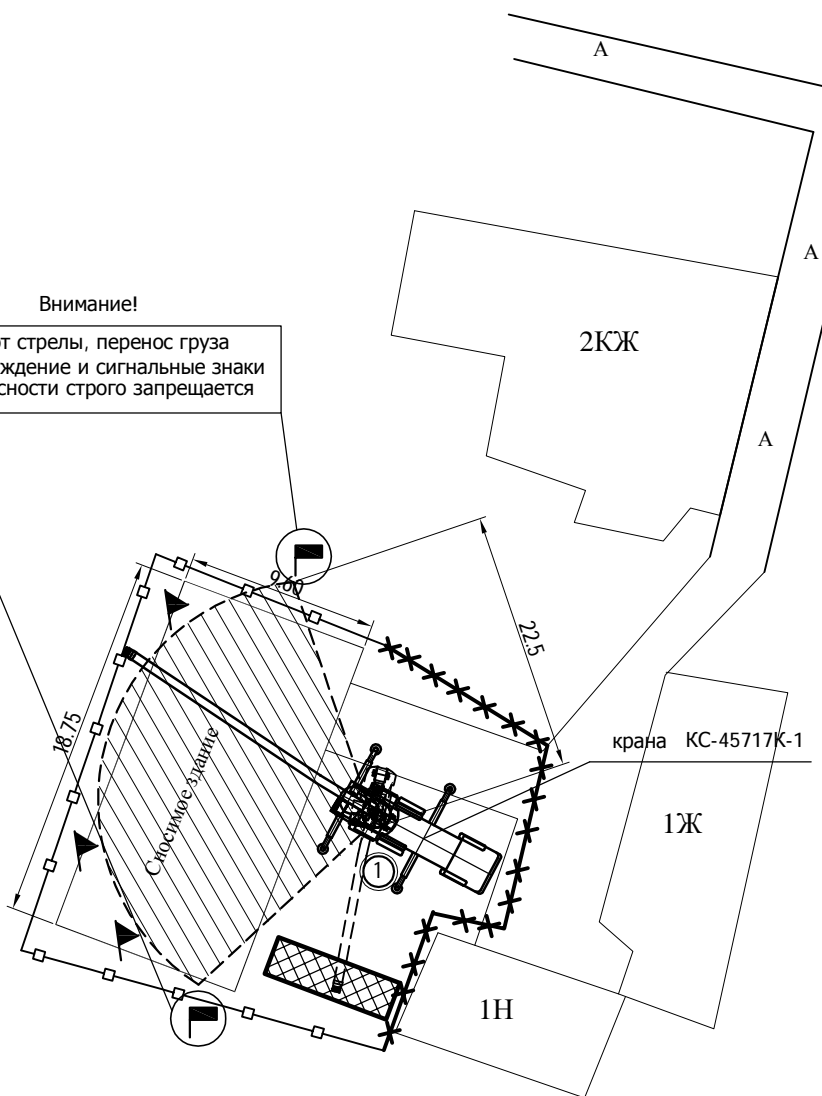 А
А
Внимание!
от стрелы, перенос груза
ждение и сигнальные знаки
сности строго запрещается
2КЖ
А
9.60
22.5
18.75
Сносимое здание
крана КС-45717К-1
1Ж
1
1Н